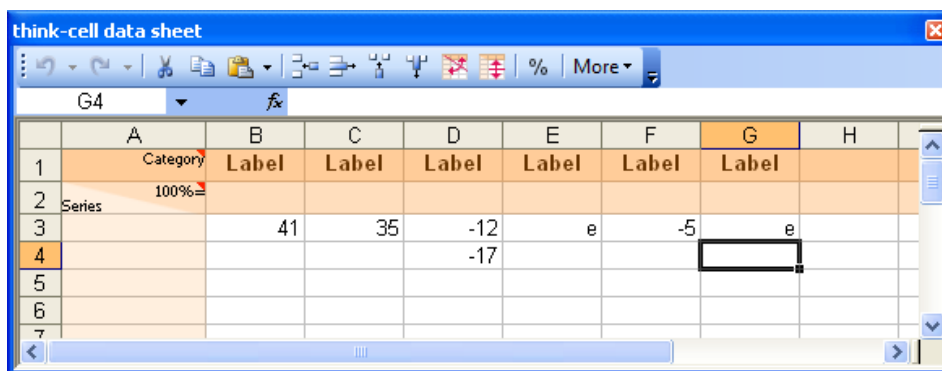 think-cell data sheet
% More
G4 fx
A B C D E F G H
1 Category Label Label Label Label Label Label
2 Series 100%=
3 41 35 -12 e -5 e
4 -17
5
6
7